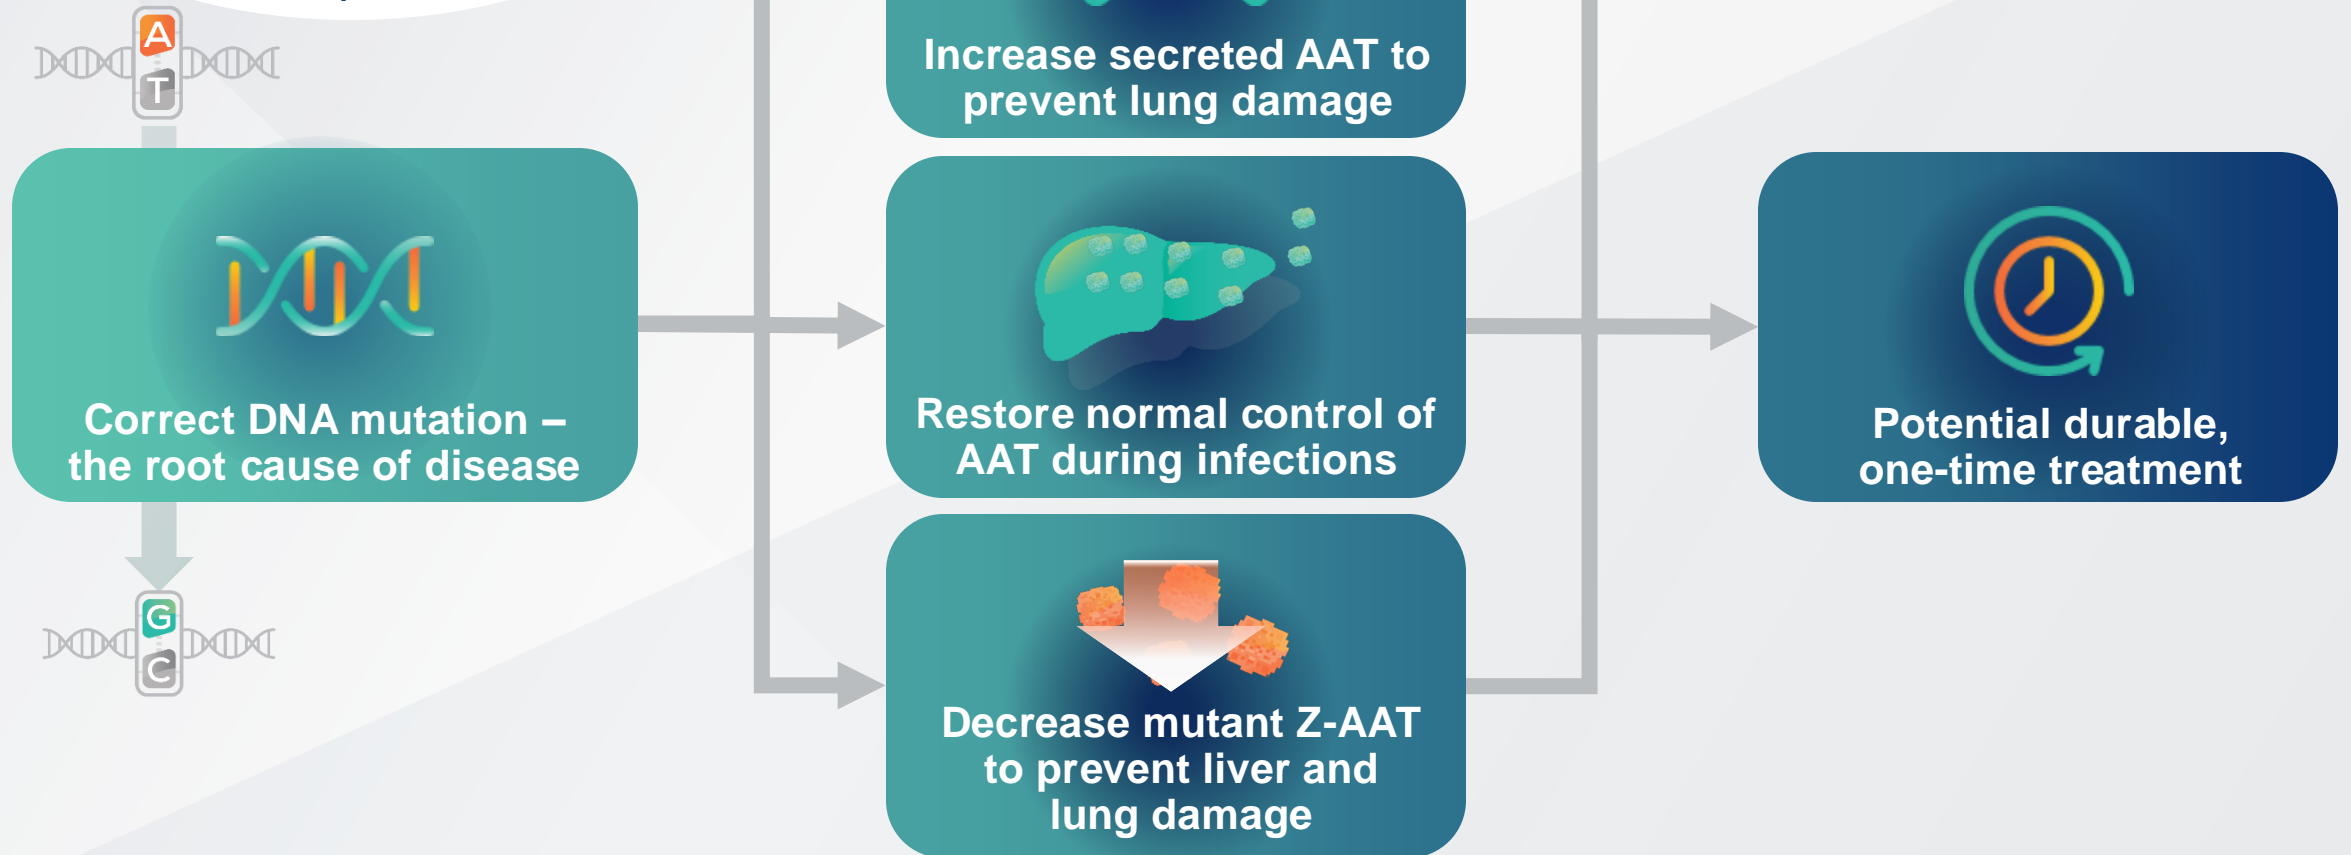 A
T
Increase secreted AAT to
prevent lung damage
Correct DNA mutation –
the root cause of disease
Restore normal control of
AAT during infections
Potential durable,
one-time treatment
G
C
Decrease mutant Z-AAT
to prevent liver and
lung damage